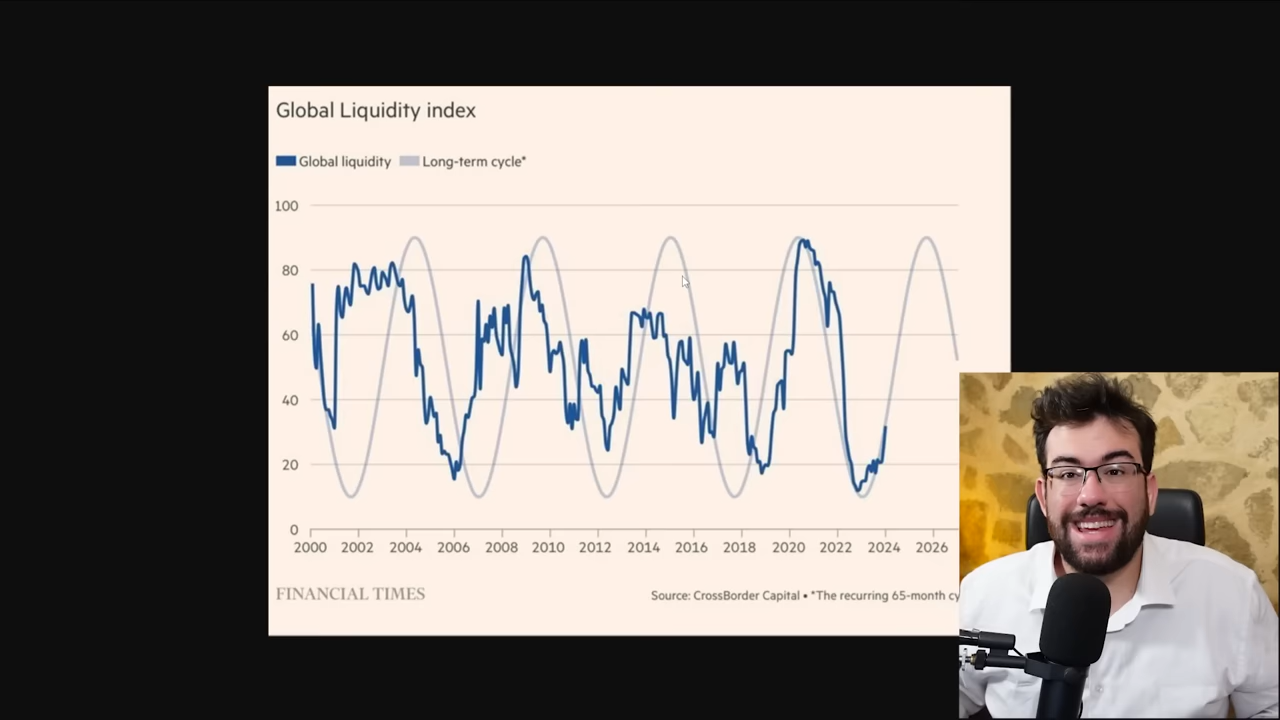 Global Liquidity index
Global liquidity Long-term cycle*
100
80
60
40
20
0
2000 2002 2004 2006 2008 2010 2012 2014 2016 2018 2020 2022 2024 2026
FINANCIAL TIMES Source: CrossBorder Capital • *The recurring 65-month